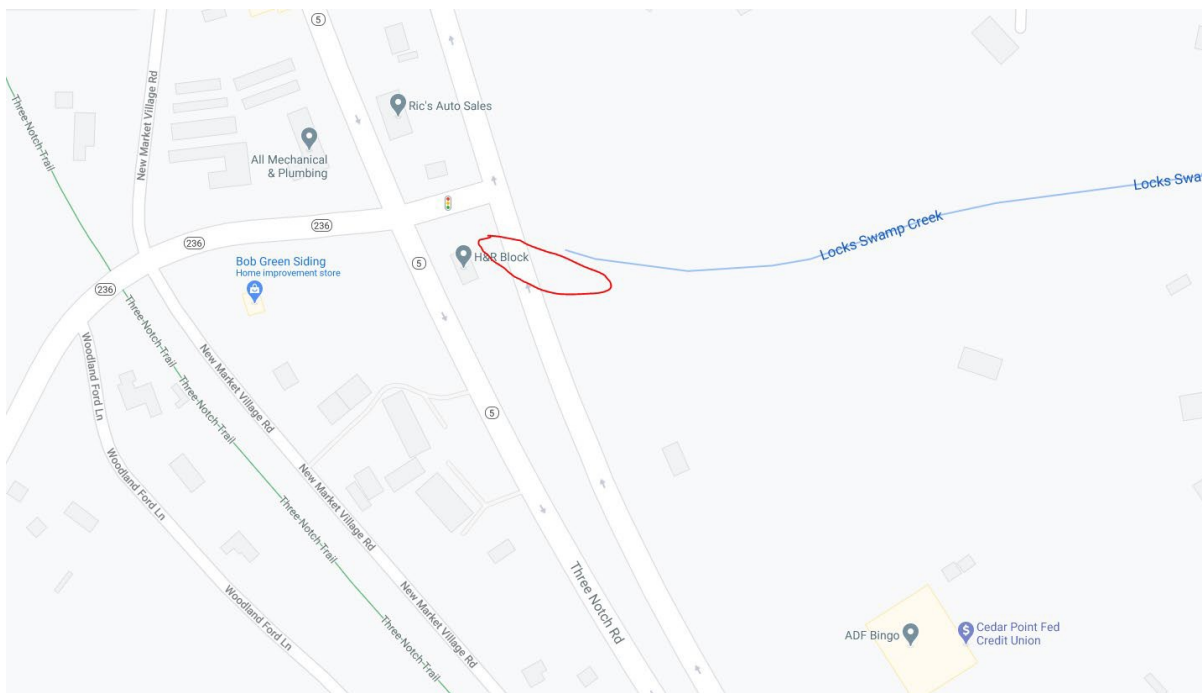 5
New Market Village Rd
Three Notch Trail
Ric's Auto Sales
All Mechanical
& Plumbing
Locks Swa
236
236
Locks Swamp Creek
Bob Green Siding
Home improvement store
H&R Block
5
236
Woodland Ford Ln
New Market Village Rd
Three-Notch-Trail
5
Woodland Ford Ln
New Market Village Rd
Three-Notch-Trail
Three Notch Rd
Woodland Ford Ln
New Market Village Rd
Three-Notch-Trail
ADF Bingo
$
Cedar Point Fed
Credit Union